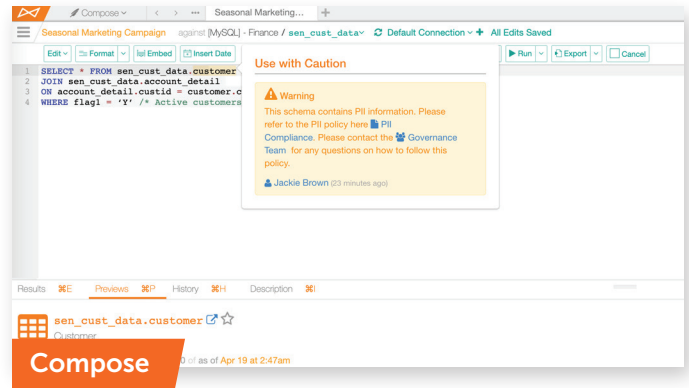 Compose
Seasonal Marketing...
Seasonal Marketing Campaign against [MySQL] - Finance / sen_cust_data Default Connection All Edits Saved
Edit Format Embed Insert Date Run Export Cancel
Use with Caution
1 SELECT * FROM sen_cust_data.customer
2 JOIN sen_cust_data.account_detail
3 ON account_detail.custid = customer.c
4 WHERE flag1 = ‘Y’ /* Active customers
Warning
This schema contains PII information. Please
refer to the PII policy here PII
Compliance. Please contact the Governance
Team for any questions on how to follow this
policy.
Jackie Brown (23 minutes ago)
Results ⌘E Previews ⌘P History ⌘H Description ⌘I
sen_cust_data.customer
Customer
0 of as of Apr 19 at 2:47am
Compose